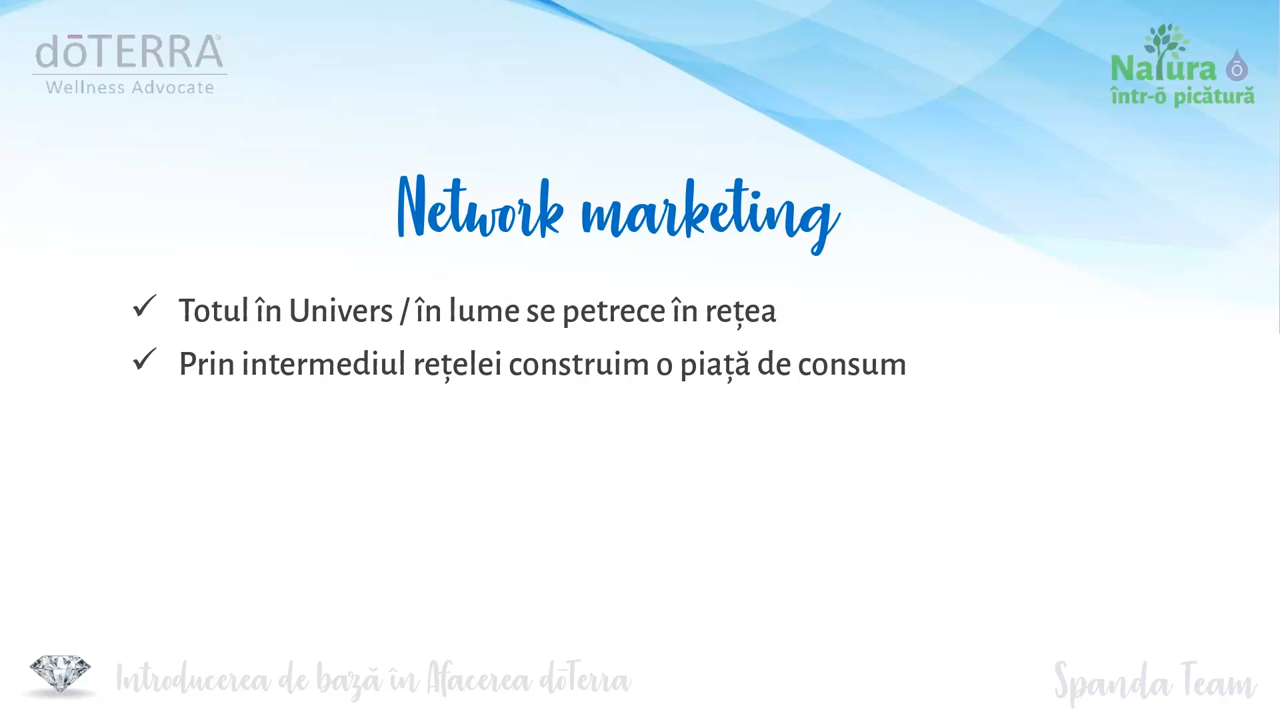 dōTERRA®
Wellness Advocate
Natura ō
într-ō picătură
Network marketing
✓ Totul în Univers / în lume se petrece în rețea
✓ Prin intermediul rețelei construim o piață de consum
Introducerea de bază în Afacerea dōTerra
Spanda Team